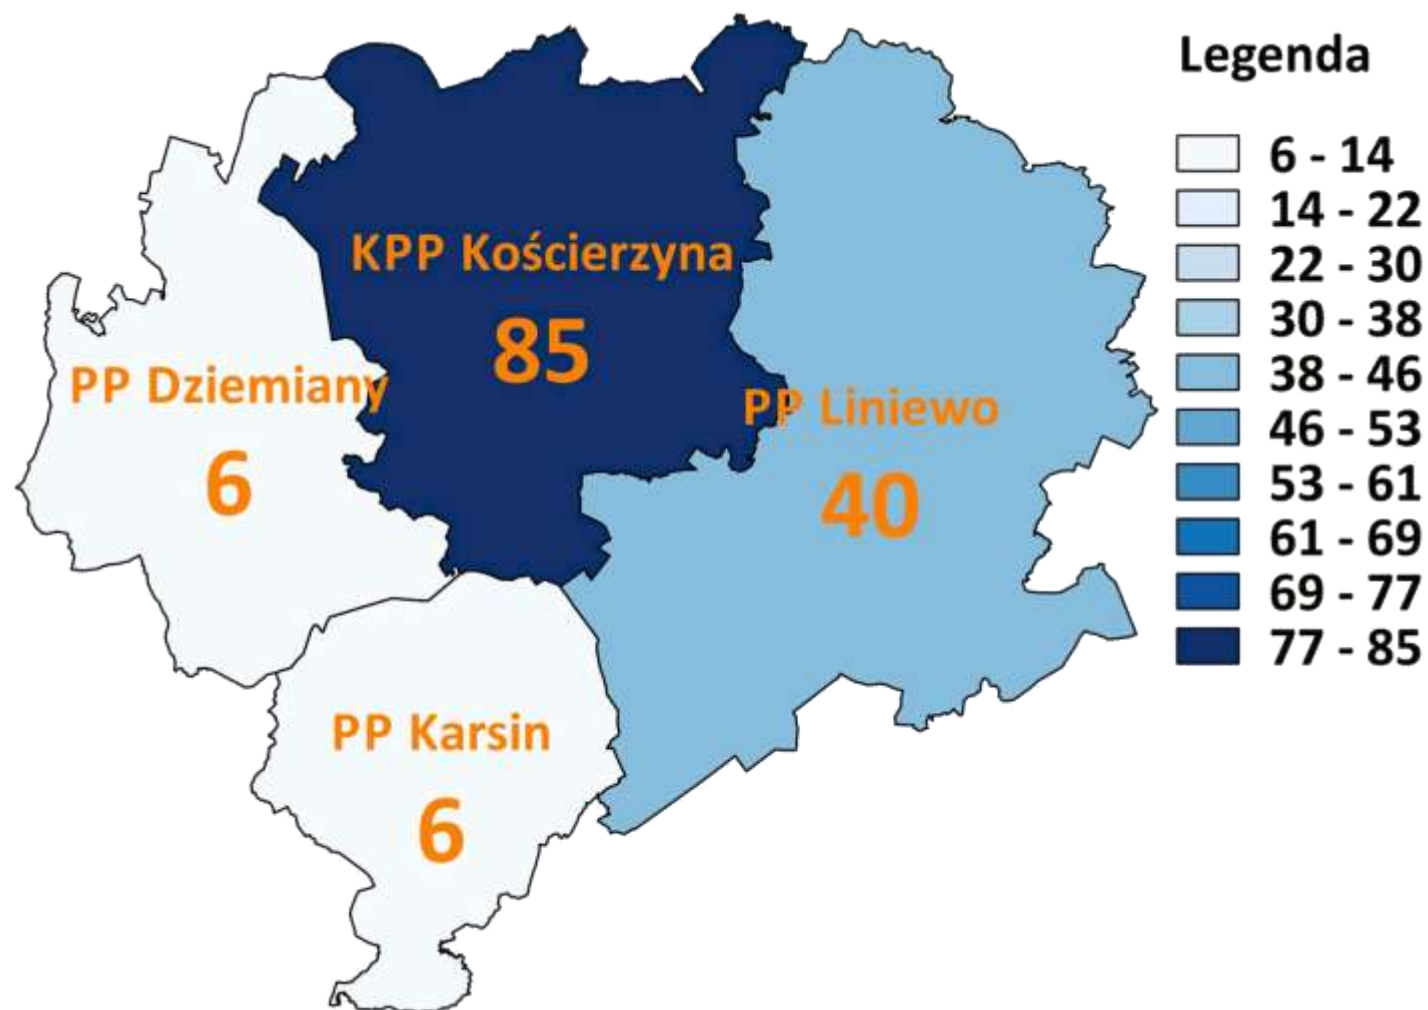 KPP Kościerzyna
85
PP Dziemiany
6
PP Liniewo
40
PP Karsin
6
Legenda
6 - 14
14 - 22
22 - 30
30 - 38
38 - 46
46 - 53
53 - 61
61 - 69
69 - 77
77 - 85